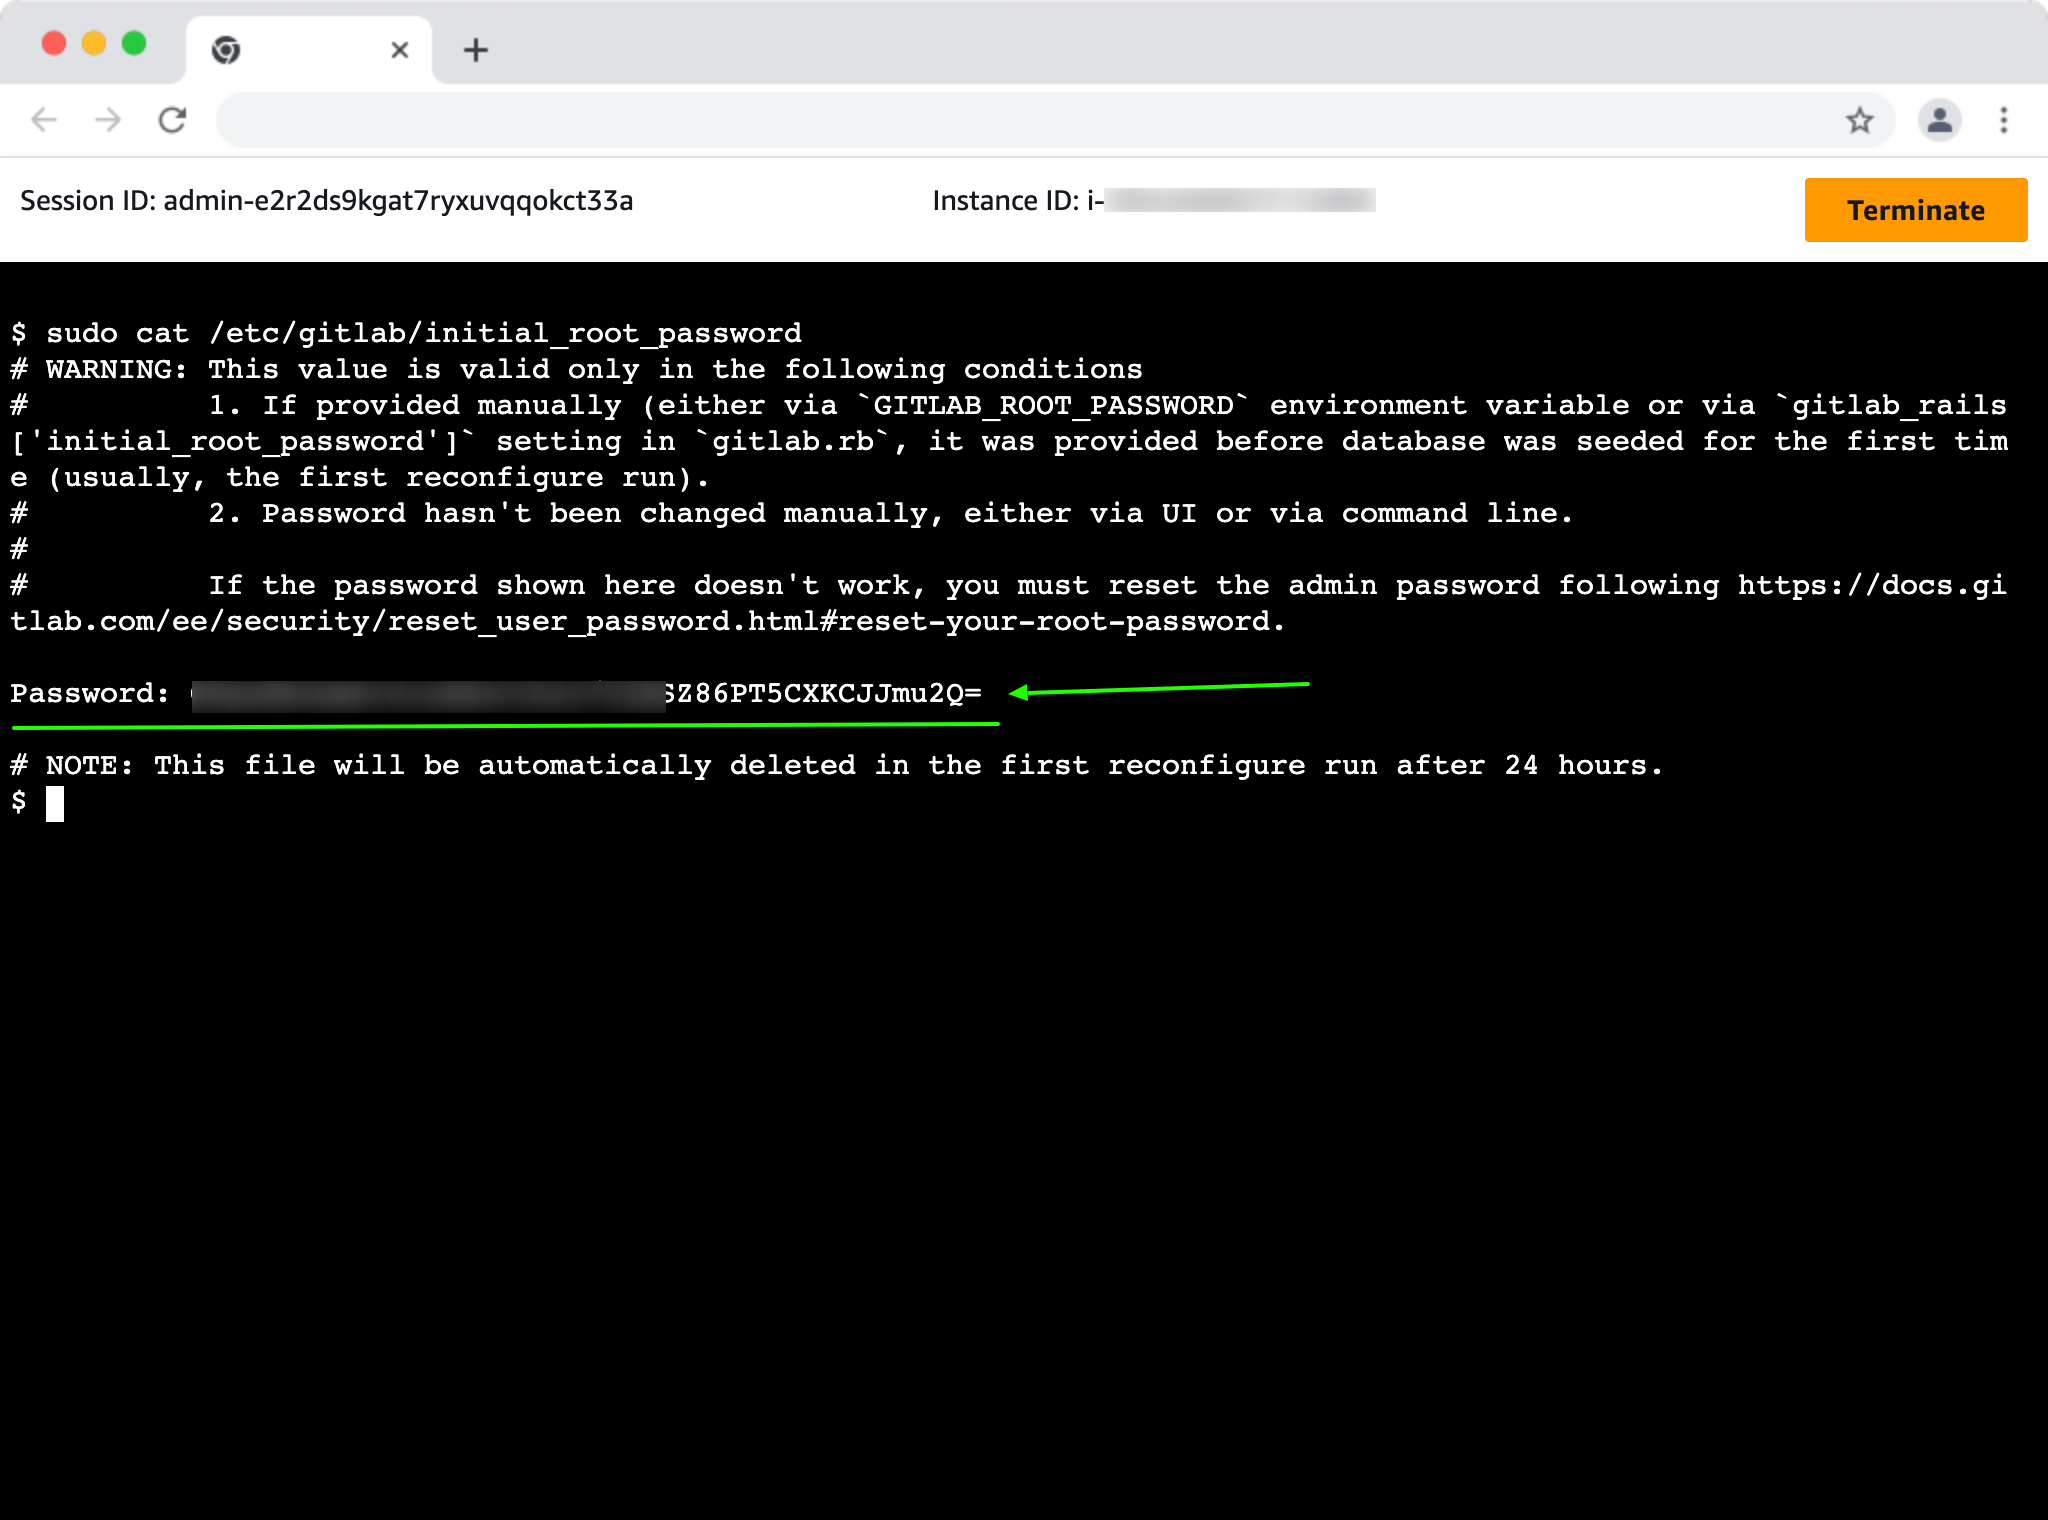 Session ID: admin-e2r2ds9kgat7ryxuvqqokct33a
Instance ID: i-
Terminate
$ sudo cat /etc/gitlab/initial_root_password
# WARNING: This value is valid only in the following conditions
#          1. If provided manually (either via `GITLAB_ROOT_PASSWORD` environment variable or via `gitlab_rails
['initial_root_password']` setting in `gitlab.rb`, it was provided before database was seeded for the first tim
e (usually, the first reconfigure run).
#          2. Password hasn't been changed manually, either via UI or via command line.
#
#          If the password shown here doesn't work, you must reset the admin password following https://docs.gi
tlab.com/ee/security/reset_user_password.html#reset-your-root-password.
Password: SZ86PT5CXKCJJmu2Q=
# NOTE: This file will be automatically deleted in the first reconfigure run after 24 hours.
$